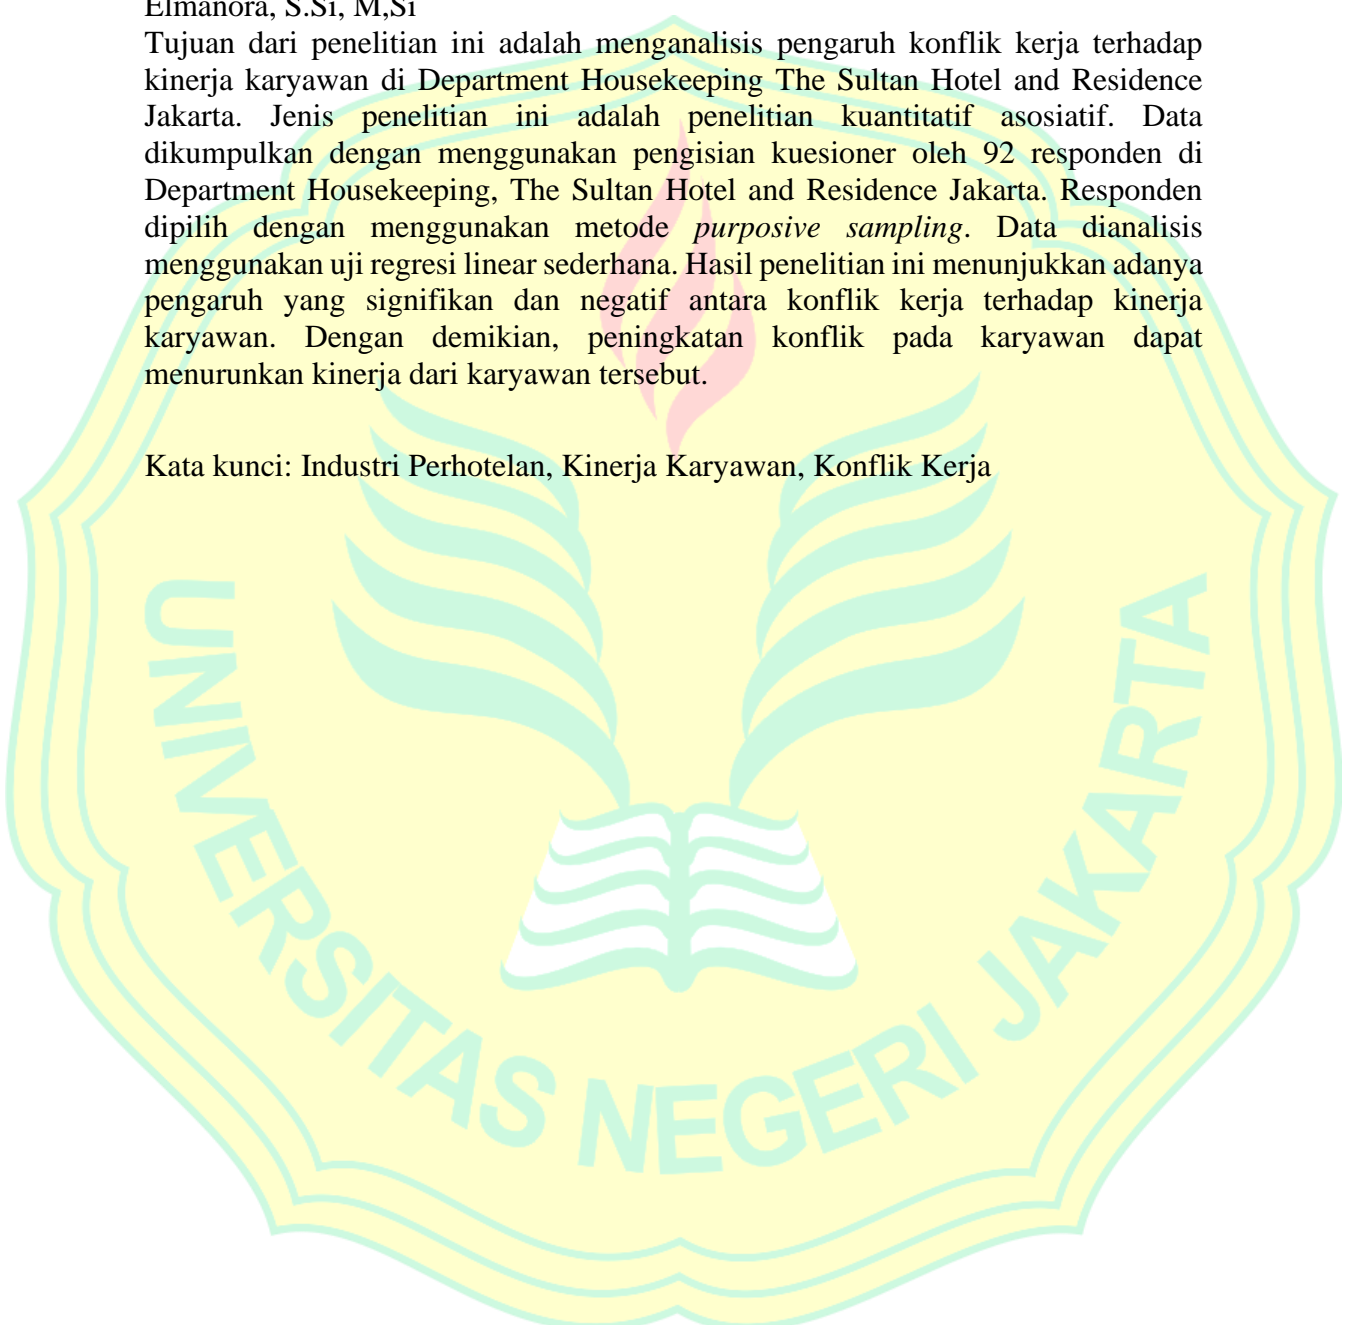 Elmanora, S.Si, M,Si
Tujuan dari penelitian ini adalah menganalisis pengaruh konflik kerja terhadap
kinerja karyawan di Department Housekeeping The Sultan Hotel and Residence
Jakarta. Jenis penelitian ini adalah penelitian kuantitatif asosiatif. Data
dikumpulkan dengan menggunakan pengisian kuesioner oleh 92 responden di
Department Housekeeping, The Sultan Hotel and Residence Jakarta. Responden
dipilih dengan menggunakan metode purposive sampling. Data dianalisis
menggunakan uji regresi linear sederhana. Hasil penelitian ini menunjukkan adanya
pengaruh yang signifikan dan negatif antara konflik kerja terhadap kinerja
karyawan. Dengan demikian, peningkatan konflik pada karyawan dapat
menurunkan kinerja dari karyawan tersebut.
Kata kunci: Industri Perhotelan, Kinerja Karyawan, Konflik Kerja
UNIVERSITAS NEGERI JAKARTA